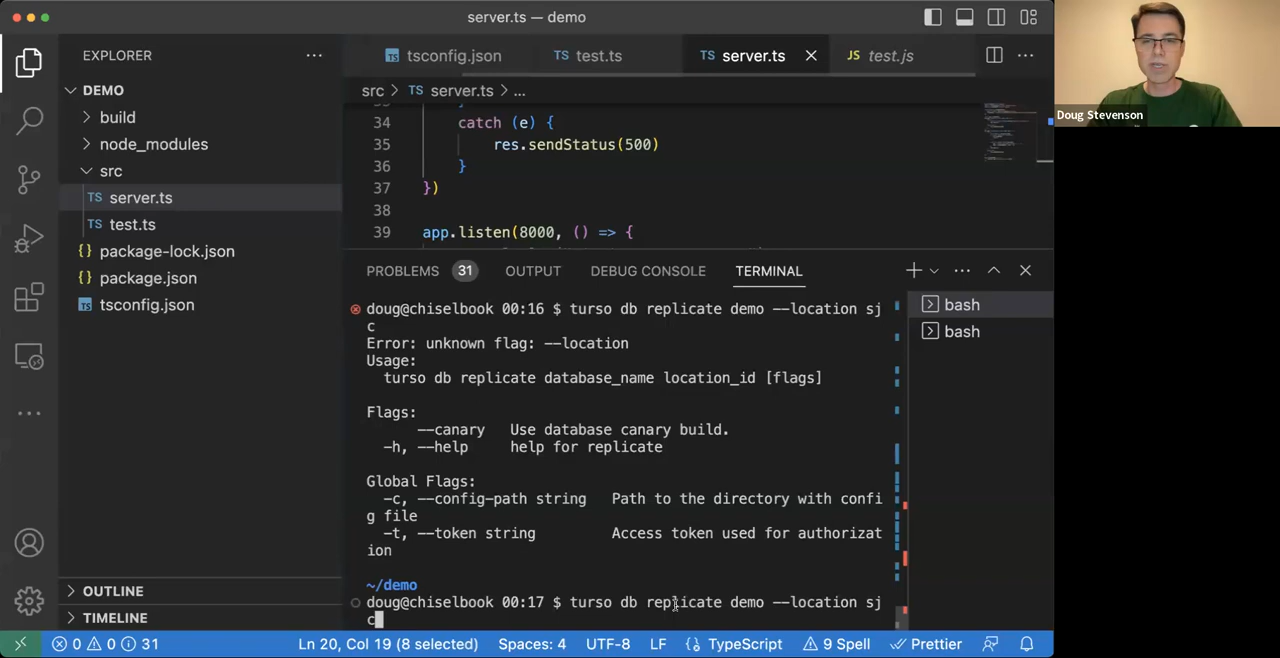 server.ts — demo
EXPLORER
DEMO
build
node_modules
src
TS server.ts
TS test.ts
{} package-lock.json
{} package.json
TS tsconfig.json
OUTLINE
TIMELINE
TS tsconfig.json
TS test.ts
TS server.ts
JS test.js
src > TS server.ts > ...
34 catch (e) {
35 res.sendStatus(500)
36 }
37 })
38
39 app.listen(8000, () => {
PROBLEMS 31 OUTPUT DEBUG CONSOLE TERMINAL
doug@chiselbook 00:16 $ turso db replicate demo --location sj
c
Error: unknown flag: --location
Usage:
turso db replicate database_name location_id [flags]
Flags:
--canary Use database canary build.
-h, --help help for replicate
Global Flags:
-c, --config-path string Path to the directory with confi
g file
-t, --token string Access token used for authorizat
ion
~/demo
doug@chiselbook 00:17 $ turso db replicate demo --location sj
c
bash
bash
0 0 31 Ln 20, Col 19 (8 selected) Spaces: 4 UTF-8 LF {} TypeScript 9 Spell Prettier
Doug Stevenson